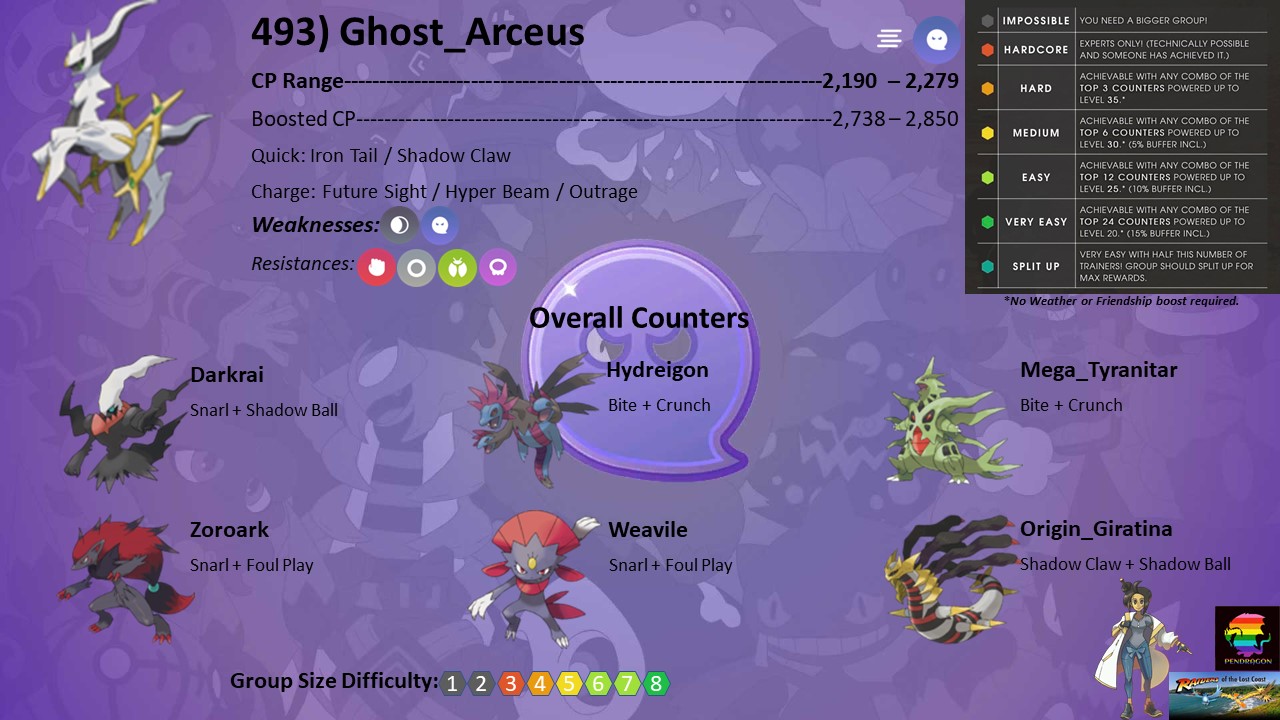 493) Ghost_Arceus
CP Range---2,190 – 2,279
Boosted CP---2,738 – 2,850
Quick: Iron Tail / Shadow Claw
Charge: Future Sight / Hyper Beam / Outrage
Weaknesses:
Resistances:
IMPOSSIBLE
YOU NEED A BIGGER GROUP!
HARDCORE
EXPERTS ONLY! (TECHNICALLY POSSIBLE
AND SOMEONE HAS ACHIEVED IT.)
HARD
ACHIEVABLE WITH ANY COMBO OF THE
TOP 3 COUNTERS POWERED UP TO
LEVEL 35.*
MEDIUM
ACHIEVABLE WITH ANY COMBO OF THE
TOP 6 COUNTERS POWERED UP TO
LEVEL 30.* (5% BUFFER INCL.)
EASY
ACHIEVABLE WITH ANY COMBO OF THE
TOP 12 COUNTERS POWERED UP TO
LEVEL 25.* (10% BUFFER INCL.)
VERY EASY
ACHIEVABLE WITH ANY COMBO OF THE
TOP 24 COUNTERS POWERED UP TO
LEVEL 20.* (15% BUFFER INCL.)
SPLIT UP
VERY EASY WITH HALF THIS NUMBER OF
TRAINERS! GROUP SHOULD SPLIT UP FOR
MAX REWARDS.
*No Weather or Friendship boost required.
Overall Counters
Darkrai
Snarl + Shadow Ball
Hydreigon
Bite + Crunch
Mega_Tyranitar
Bite + Crunch
Zoroark
Snarl + Foul Play
Weavile
Snarl + Foul Play
Origin_Giratina
Shadow Claw + Shadow Ball
Group Size Difficulty: 1 2 3 4 5 6 7 8
PENDRAGON
RAIDERS of the Lost Coast